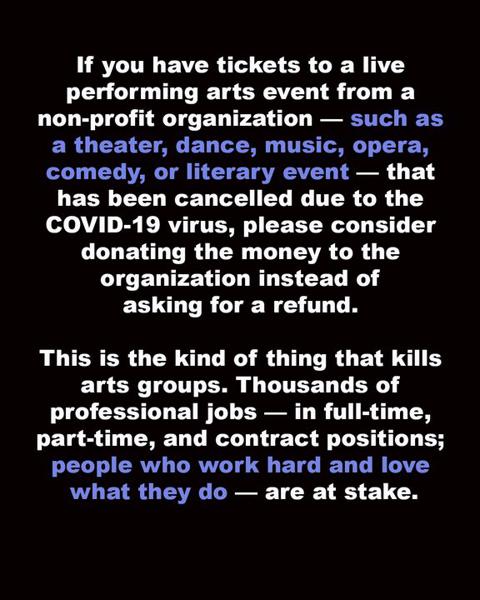 If you have tickets to a live
performing arts event from a
non-profit organization — such as
a theater, dance, music, opera,
comedy, or literary event — that
has been cancelled due to the
COVID-19 virus, please consider
donating the money to the
organization instead of
asking for a refund.
This is the kind of thing that kills
arts groups. Thousands of
professional jobs — in full-time,
part-time, and contract positions;
people who work hard and love
what they do — are at stake.